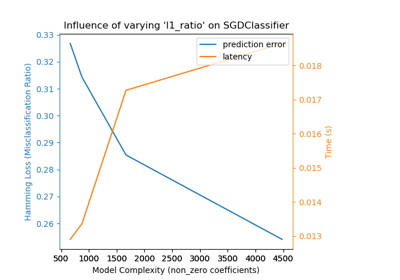 Influence of varying 'l1_ratio' on SGDClassifier
prediction error
latency
Hamming Loss (Misclassification Ratio)
0.33
0.32
0.31
0.30
0.29
0.28
0.27
0.26
0.018
0.017
0.016
0.015
0.014
0.013
Time (s)
500 1000 1500 2000 2500 3000 3500 4000 4500
Model Complexity (non_zero coefficients)